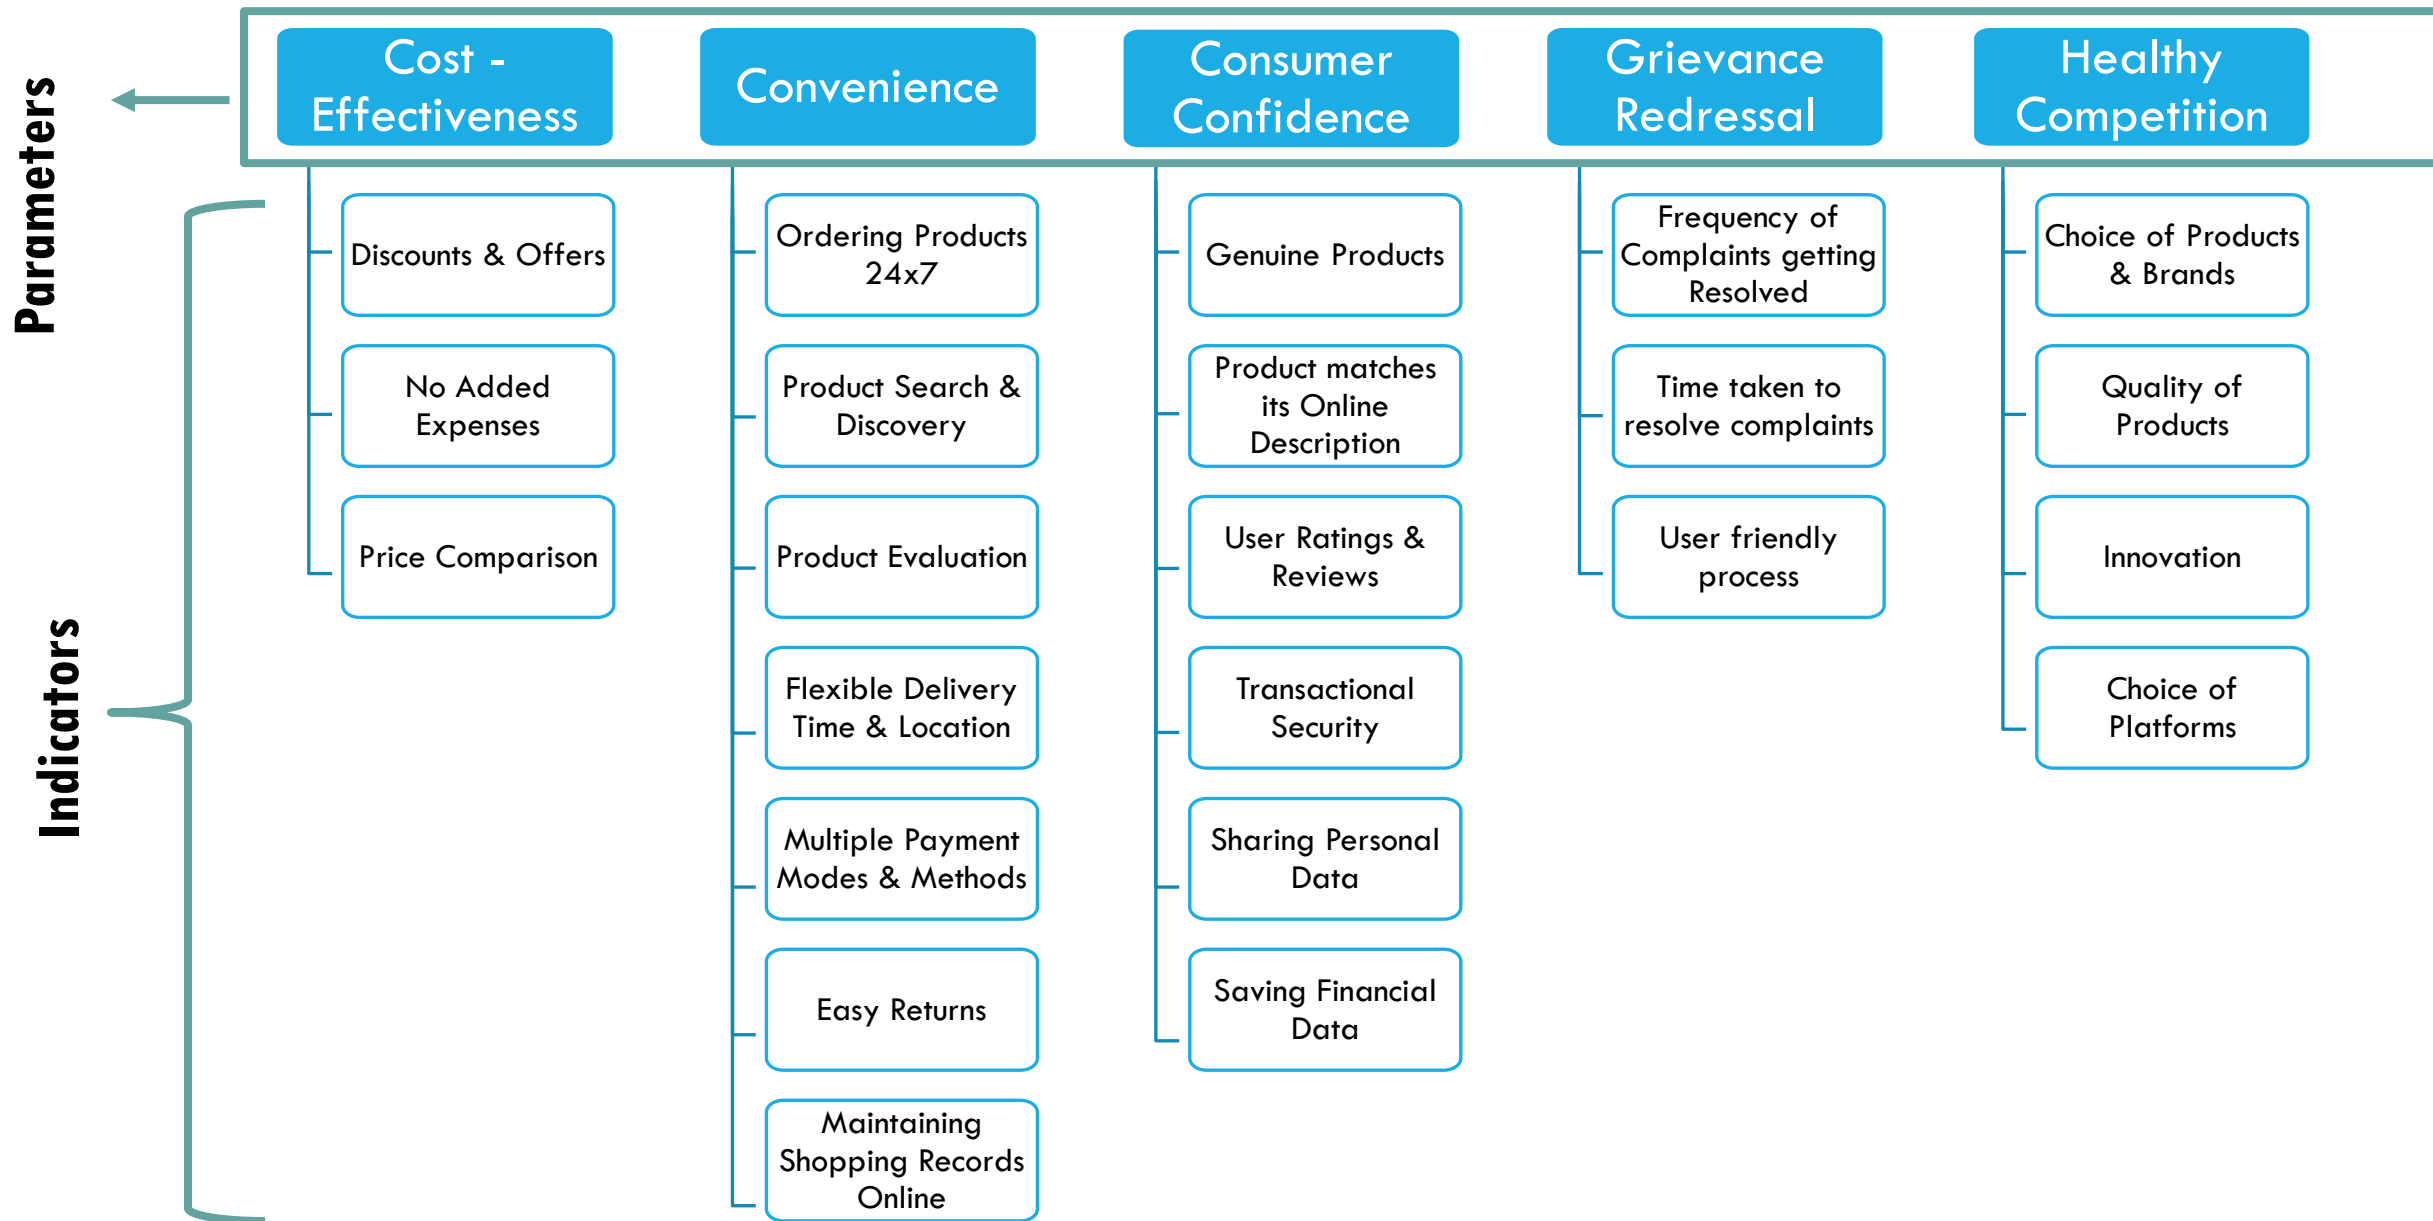 Parameters
Cost -
Effectiveness
Convenience
Consumer
Confidence
Grievance
Redressal
Healthy
Competition
Indicators
Discounts & Offers
No Added
Expenses
Price Comparison
Ordering Products
24x7
Product Search &
Discovery
Product Evaluation
Flexible Delivery
Time & Location
Multiple Payment
Modes & Methods
Easy Returns
Maintaining
Shopping Records
Online
Genuine Products
Product matches
its Online
Description
User Ratings &
Reviews
Transactional
Security
Sharing Personal
Data
Saving Financial
Data
Frequency of
Complaints getting
Resolved
Time taken to
resolve complaints
User friendly
process
Choice of Products
& Brands
Quality of
Products
Innovation
Choice of
Platforms